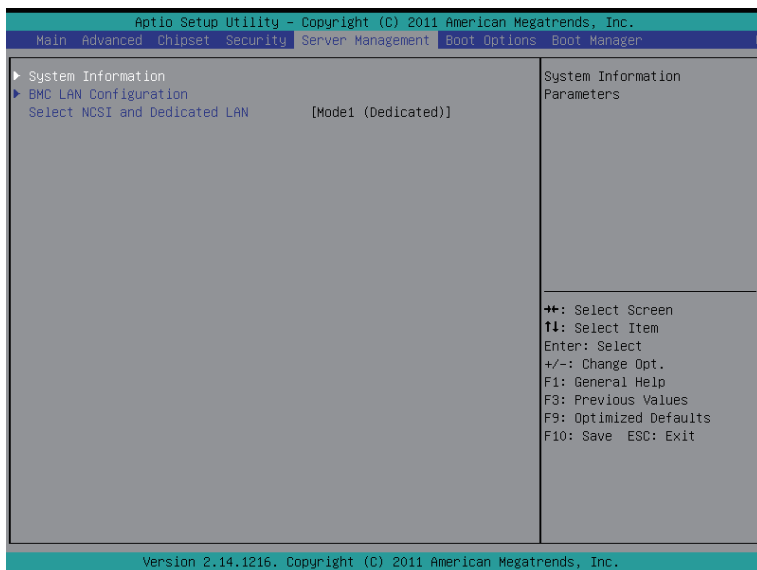 Aptio Setup Utility – Copyright (C) 2011 American Megatrends, Inc.
Main Advanced Chipset Security Server Management Boot Options Boot Manager
System Information
BMC LAN Configuration
Select NCSI and Dedicated LAN [Mode1 (Dedicated)]
System Information
Parameters
→←: Select Screen
↑↓: Select Item
Enter: Select
+/-: Change Opt.
F1: General Help
F3: Previous Values
F9: Optimized Defaults
F10: Save ESC: Exit
Version 2.14.1216. Copyright (C) 2011 American Megatrends, Inc.